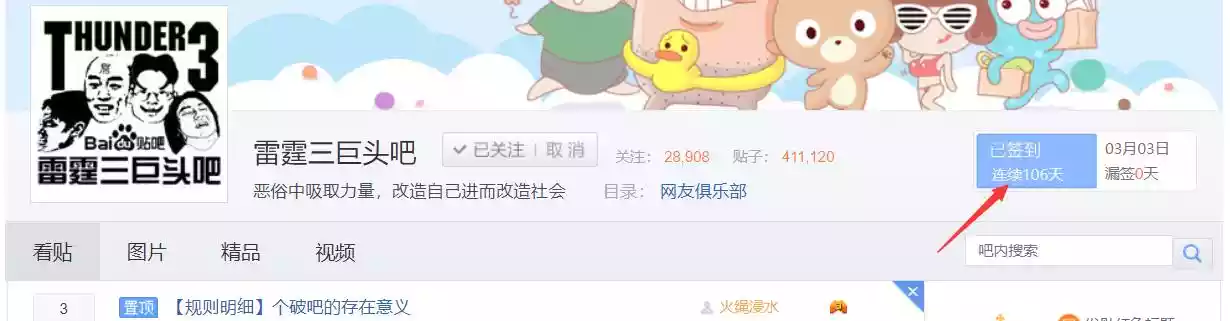 THUNDER3
Bai贴吧
雷霆三巨头吧
雷霆三巨头吧
已关注 | 取消
关注: 28,908 贴子: 411,120
恶俗中吸取力量，改造自己进而改造社会
目录: 网友俱乐部
已签到
连续106天
03月03日
漏签0天
看贴 图片 精品 视频
吧内搜索
3 置顶 【规则明细】个破吧的存在意义 火绳浸水